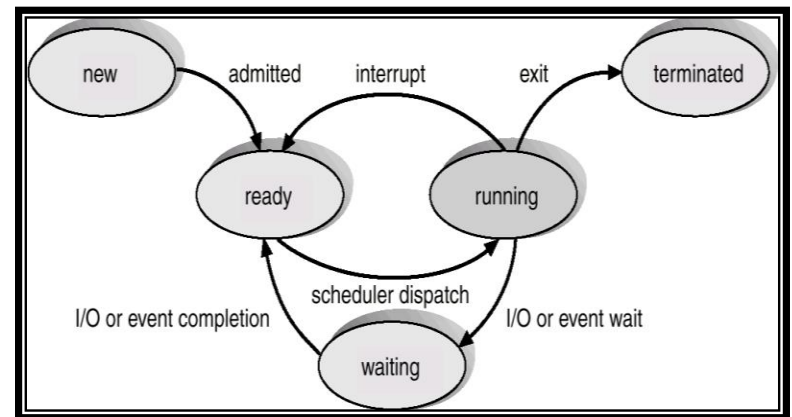 new
admitted
interrupt
exit
terminated
ready
running
scheduler dispatch
I/O or event completion
I/O or event wait
waiting